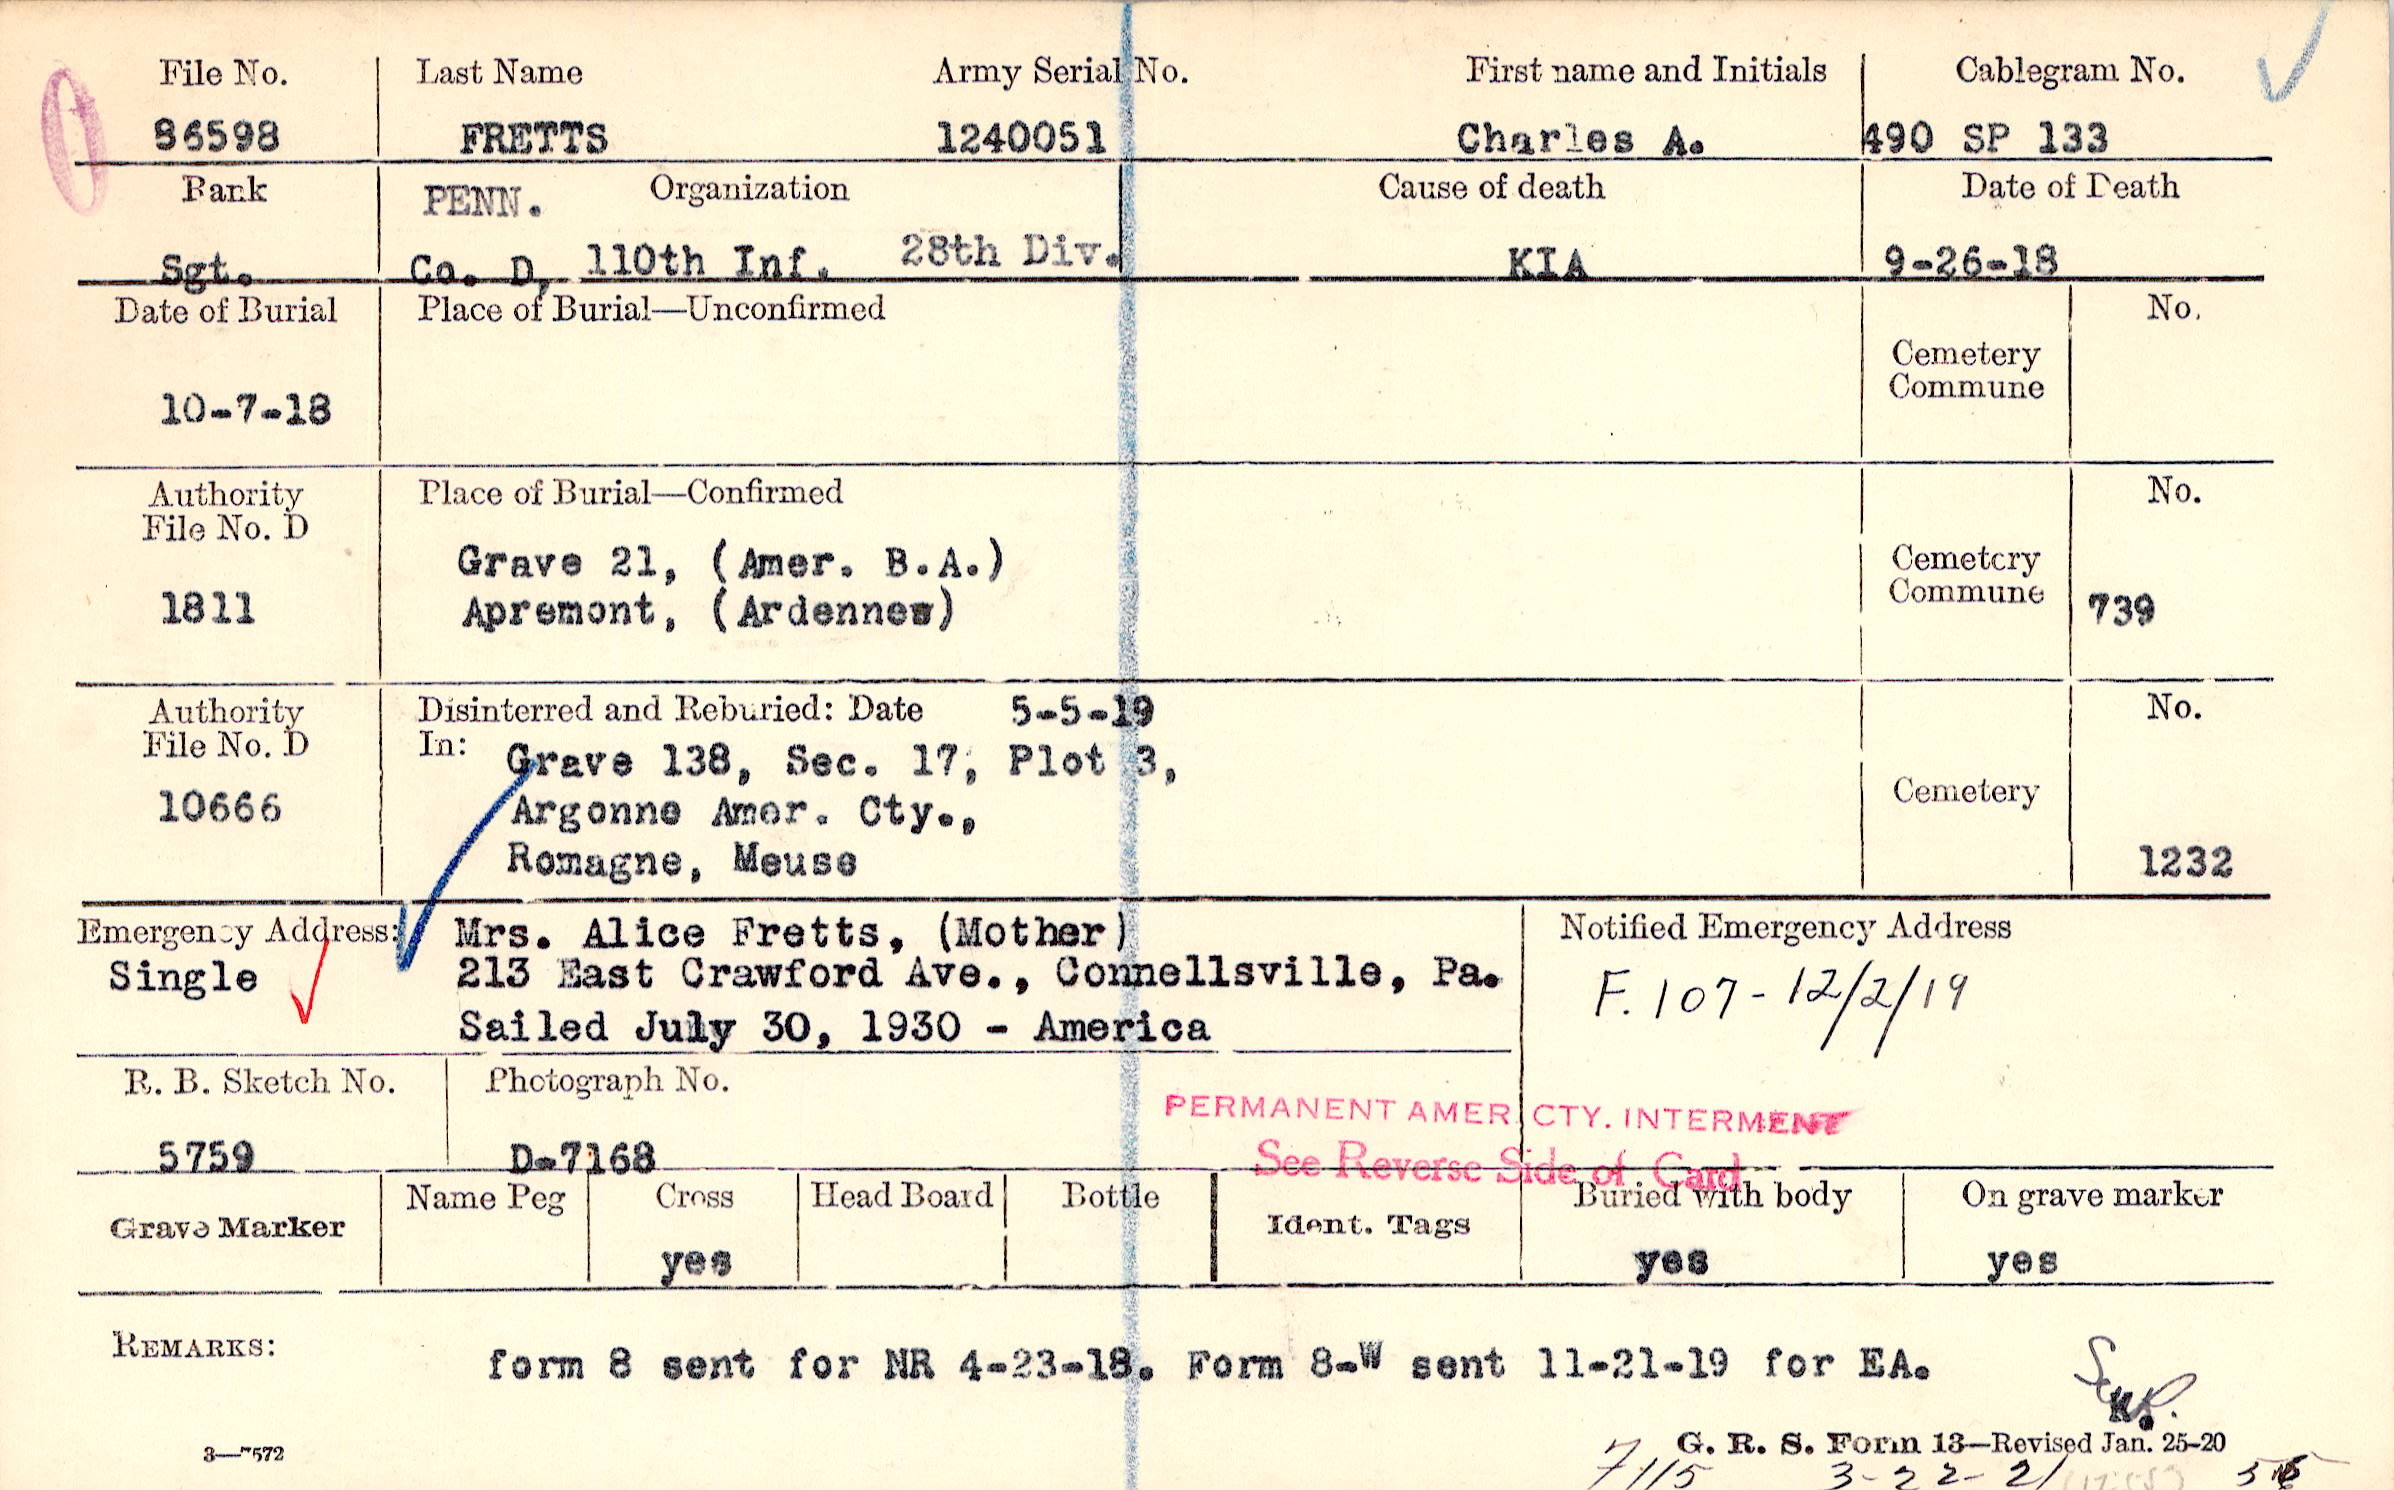 File No. Last Name Army Serial No. First name and Initials Cablegram No.
86598 FRETTS 1240051 Charles A. 490 SP 133
Rank PENN. Organization Cause of death Date of Death
Sgt. Co. D, 110th Inf. 28th Div. KIA 9-26-18
Date of Burial Place of Burial—Unconfirmed No.
Cemetery
Commune
10-7-18
Authority Place of Burial—Confirmed No.
File No. D
Grave 21, (Amer. B.A.) Cemetery
1811 Apremont, (Ardennew) Commune 739
Authority Disinterred and Reburied: Date 5-5-19 No.
File No. D In: Grave 138, Sec. 17, Plot 3,
10666 Argonne Amer. Cty., Cemetery
Romagne, Meuse 1232
Emergency Address: Mrs. Alice Fretts, (Mother) Notified Emergency Address
Single 213 East Crawford Ave., Connellsville, Pa. F. 107 - 12/2/19
Sailed July 30, 1930 - America
R. B. Sketch No. Photograph No.
PERMANENT AMER. CTY. INTERMENT
5759 D-7168 See Reverse Side of Card
Grave Marker Name Peg Cross Head Board Bottle Ident. Tags Buried with body On grave marker
yes yes yes
REMARKS: form 8 sent for NR 4-23-18. Form 8-W sent 11-21-19 for EA.
K.
3—7572 G. R. S. Form 13—Revised Jan. 25-20
7115 3-22-21